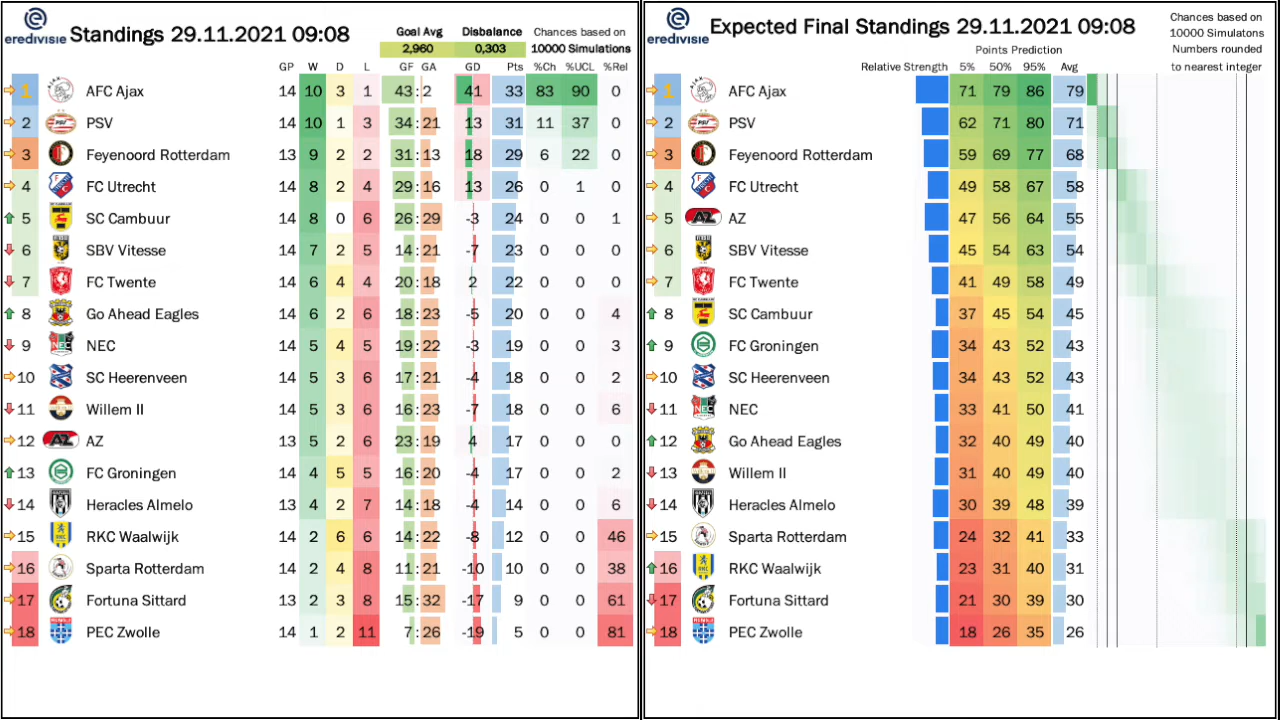 eredivisie Standings 29.11.2021 09:08
Goal Avg Disbalance Chances based on
2,960 0,303 10000 Simulations
GP W D L GF GA GD Pts %Ch %UCL %Rel
1 AFC Ajax 14 10 3 1 43:2 41 33 83 90 0
2 PSV 14 10 1 3 34:21 13 31 11 37 0
3 Feyenoord Rotterdam 13 9 2 2 31:13 18 29 6 22 0
4 FC Utrecht 14 8 2 4 29:16 13 26 0 1 0
5 SC Cambuur 14 8 0 6 26:29 -3 24 0 0 1
6 SBV Vitesse 14 7 2 5 14:21 -7 23 0 0 0
7 FC Twente 14 6 4 4 20:18 2 22 0 0 0
8 Go Ahead Eagles 14 6 2 6 18:23 -5 20 0 0 4
9 NEC 14 5 4 5 19:22 -3 19 0 0 3
10 SC Heerenveen 14 5 3 6 17:21 -4 18 0 0 2
11 Willem II 14 5 3 6 16:23 -7 18 0 0 6
12 AZ 13 5 2 6 23:19 4 17 0 0 0
13 FC Groningen 14 4 5 5 16:20 -4 17 0 0 2
14 Heracles Almelo 13 4 2 7 14:18 -4 14 0 0 6
15 RKC Waalwijk 14 2 6 6 14:22 -8 12 0 0 46
16 Sparta Rotterdam 14 2 4 8 11:21 -10 10 0 0 38
17 Fortuna Sittard 13 2 3 8 15:32 -17 9 0 0 61
18 PEC Zwolle 14 1 2 11 7:26 -19 5 0 0 81
eredivisie Expected Final Standings 29.11.2021 09:08
Chances based on
10000 Simulatons
Numbers rounded
to nearest integer
Points Prediction
Relative Strength 5% 50% 95% Avg
1 AFC Ajax 71 79 86 79
2 PSV 62 71 80 71
3 Feyenoord Rotterdam 59 69 77 68
4 FC Utrecht 49 58 67 58
5 AZ 47 56 64 55
6 SBV Vitesse 45 54 63 54
7 FC Twente 41 49 58 49
8 SC Cambuur 37 45 54 45
9 FC Groningen 34 43 52 43
10 SC Heerenveen 34 43 52 43
11 NEC 33 41 50 41
12 Go Ahead Eagles 32 40 49 40
13 Willem II 31 40 49 40
14 Heracles Almelo 30 39 48 39
15 Sparta Rotterdam 24 32 41 33
16 RKC Waalwijk 23 31 40 31
17 Fortuna Sittard 21 30 39 30
18 PEC Zwolle 18 26 35 26